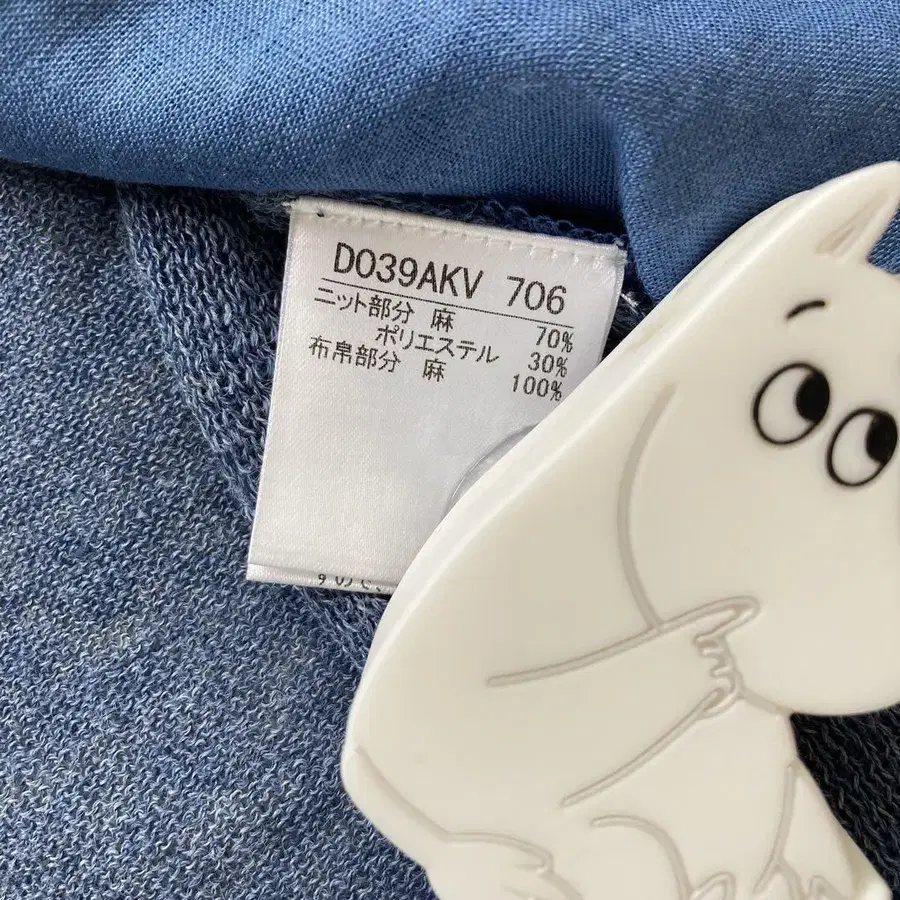 DO39AKV 706
ニット部分 麻 70%
ポリエステル 30%
布帛部分 麻 100%